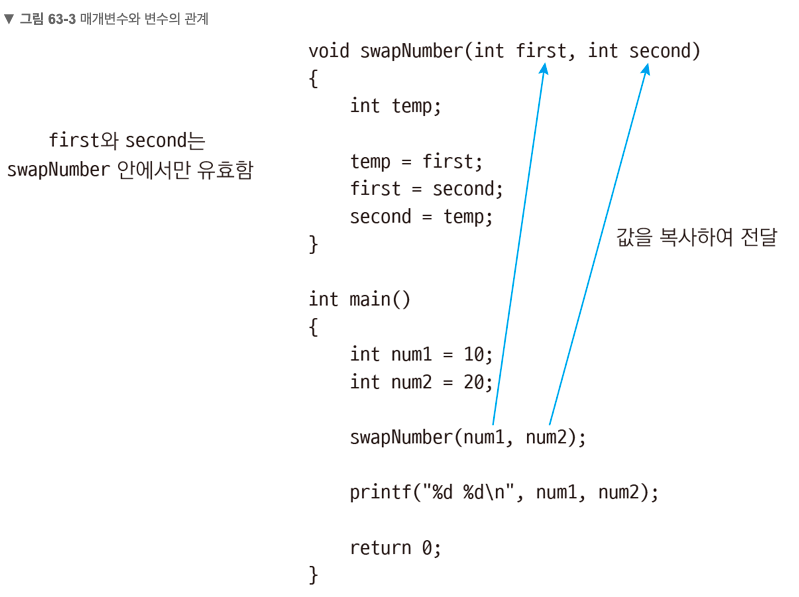 ▼ 그림 63-3 매개변수와 변수의 관계
void swapNumber(int first, int second)
{
    int temp;
first와 second는
swapNumber 안에서만 유효함
    temp = first;
    first = second;
    second = temp;
}
값을 복사하여 전달
int main()
{
    int num1 = 10;
    int num2 = 20;
    swapNumber(num1, num2);
    printf("%d %d\n", num1, num2);
    return 0;
}